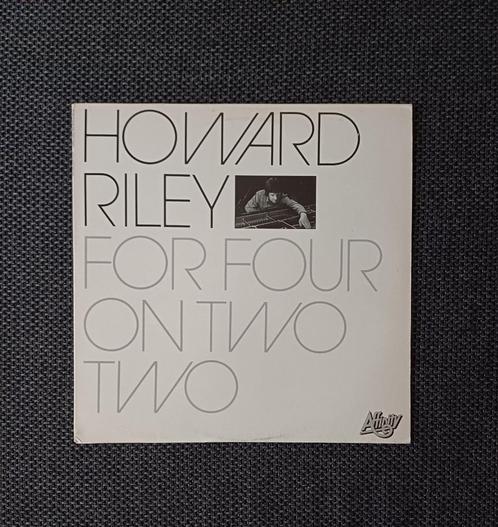 HOWARD
RILEY
FOR FOUR
ON TWO
TWO
Affinity